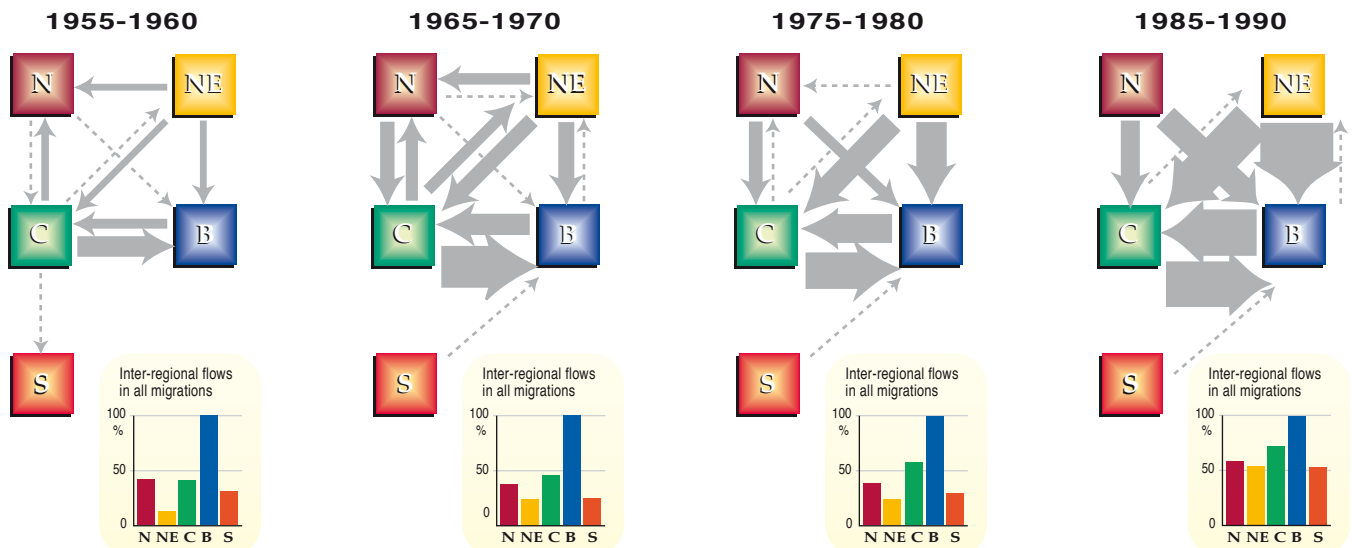 1955-1960
N
NE
C
B
S
Inter-regional flows
in all migrations
100
%
50
0
N NE C B S
1965-1970
N
NE
C
B
S
Inter-regional flows
in all migrations
100
%
50
0
N NE C B S
1975-1980
N
NE
C
B
S
Inter-regional flows
in all migrations
100
%
50
0
N NE C B S
1985-1990
N
NE
C
B
S
Inter-regional flows
in all migrations
100
%
50
0
N NE C B S